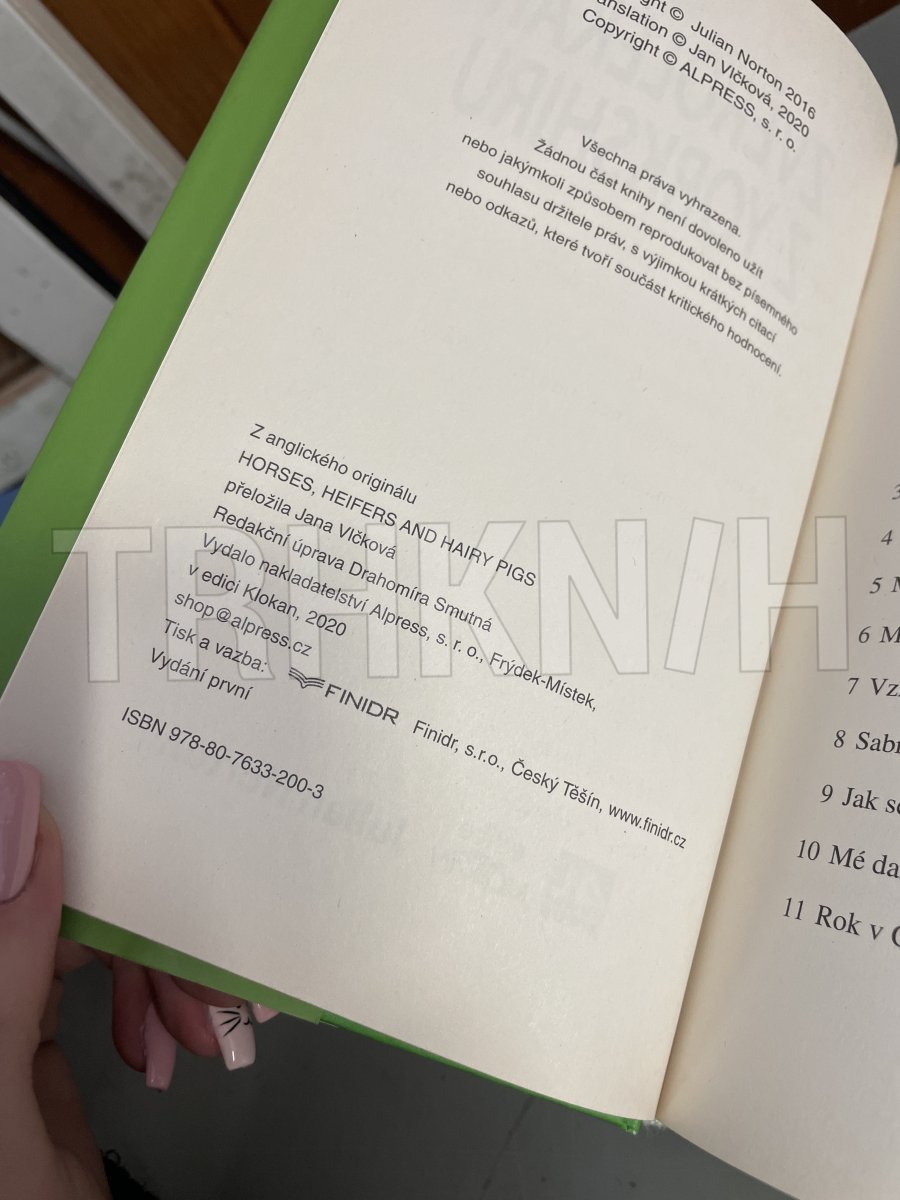 ght © Julian Norton 2016
anslation © Jan Vlčková, 2020
Copyright © ALPRESS, s. r. o.
Všechna práva vyhrazena.
Žádnou část knihy není dovoleno užít
nebo jakýmkoli způsobem reprodukovat bez písemného
souhlasu držitele práv, s výjimkou krátkých citací
nebo odkazů, které tvoří součást kritického hodnocení.
Z anglického originálu
HORSES, HEIFERS AND HAIRY PIGS
přeložila Jana Vlčková
Redakční úprava Drahomíra Smutná
Vydalo nakladatelství Alpress, s. r. o., Frýdek-Místek,
v edici Klokan, 2020
shop@alpress.cz
Tisk a vazba: FINIDR Finidr, s.r.o., Český Těšín, www.finidr.cz
Vydání první
ISBN 978-80-7633-200-3
3
4
5 M
6 M
7 Vz
8 Sabr
9 Jak se
10 Mé da
11 Rok v
TRHKNIH